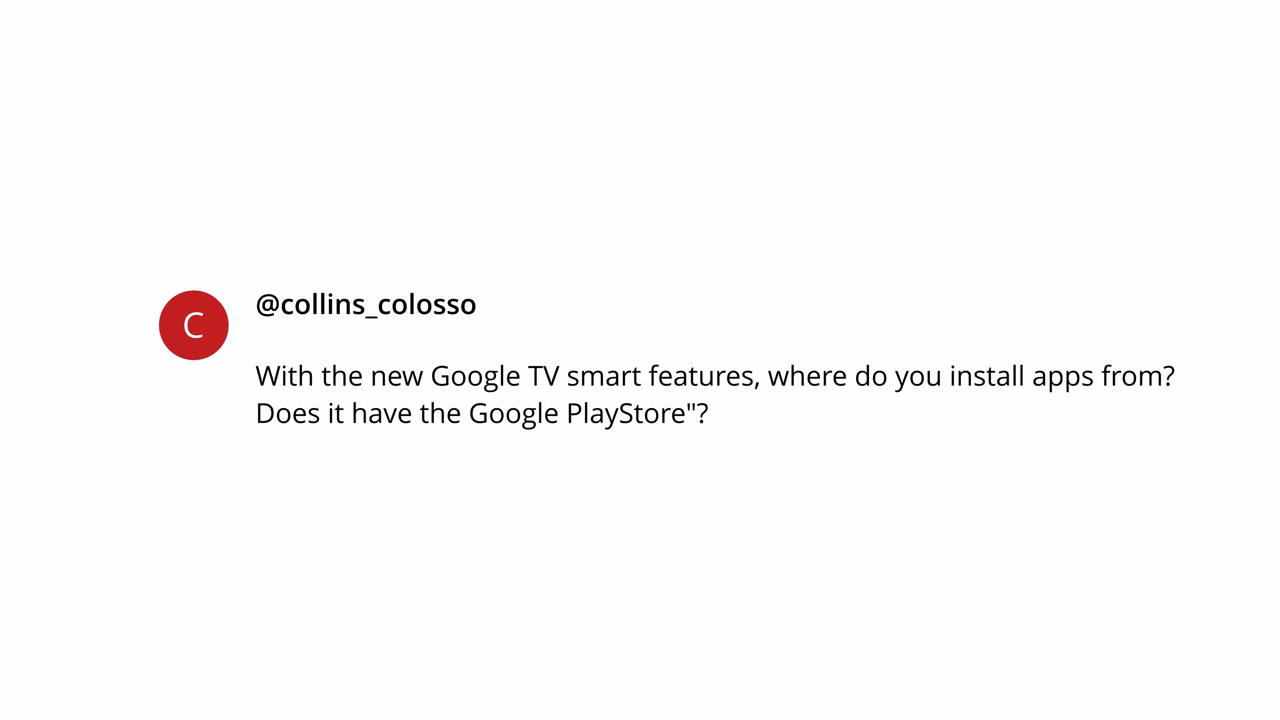 C
@collins_colosso
With the new Google TV smart features, where do you install apps from?
Does it have the Google PlayStore"?